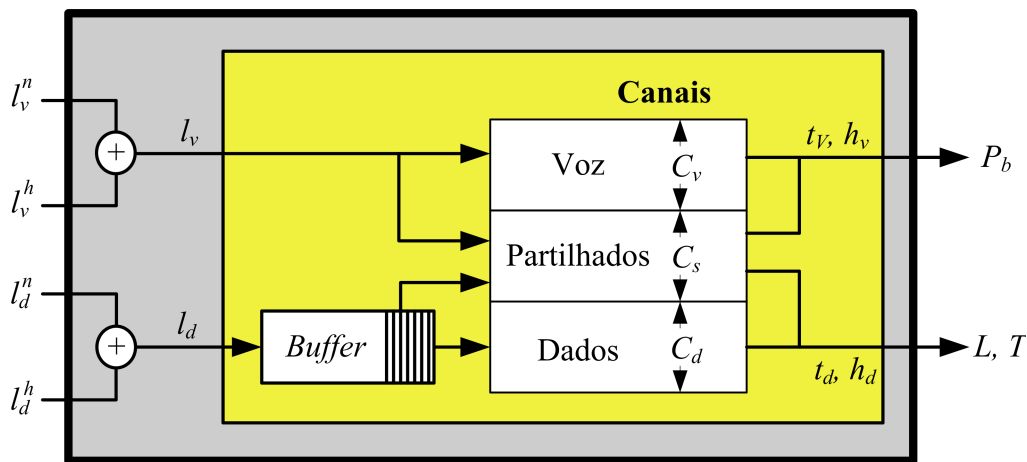 Canais
l_v^n
+
l_v
l_v^h
Voz
C_v
t_V, h_v
P_b
Partilhados
C_s
l_d^n
+
l_d
l_d^h
Buffer
Dados
C_d
t_d, h_d
L, T